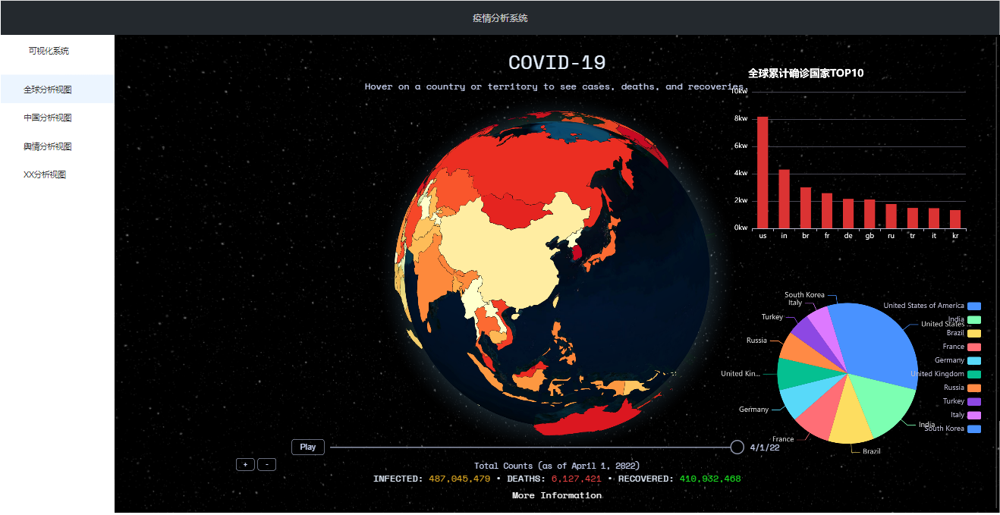 疫情分析系统
可视化系统
全球分析视图
中国分析视图
舆情分析视图
XX分析视图
COVID-19
Hover on a country or territory to see cases, deaths, and recoveries.
全球累计确诊国家TOP10
10kw
8kw
6kw
4kw
2kw
0kw
us in br fr de gb ru tr it kr
South Korea
Italy
Turkey
Russia
United Kin...
Germany
France
Brazil
India
United States ...
United States of America
India
Brazil
France
Germany
United Kingdom
Russia
Turkey
Italy
South Korea
Play
4/1/22
+ -
Total Counts (as of April 1, 2022)
INFECTED: 487,045,479 • DEATHS: 6,127,421 • RECOVERED: 410,932,468
More Information